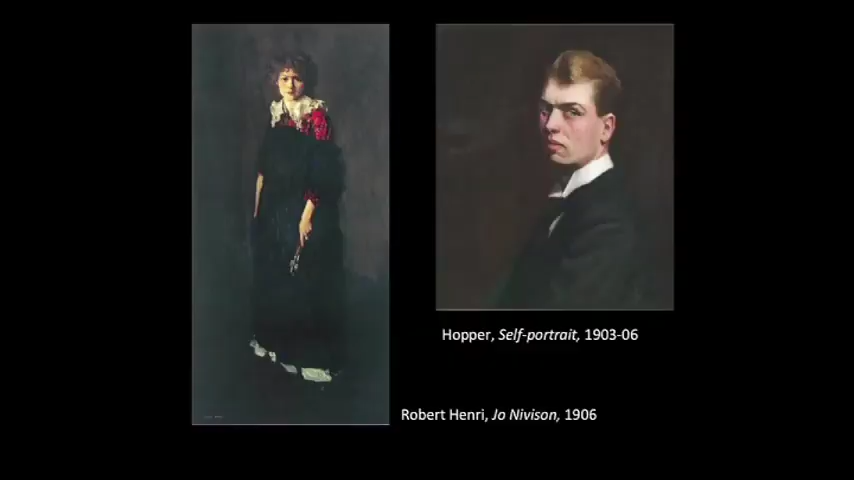 Hopper, Self-portrait, 1903-06
Robert Henri, Jo Nivison, 1906